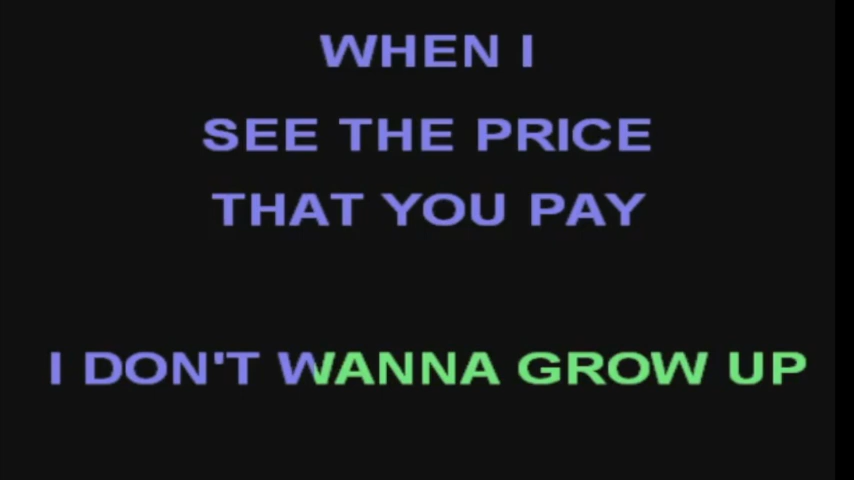 WHEN I
SEE THE PRICE
THAT YOU PAY
I DON'T WANNA GROW UP